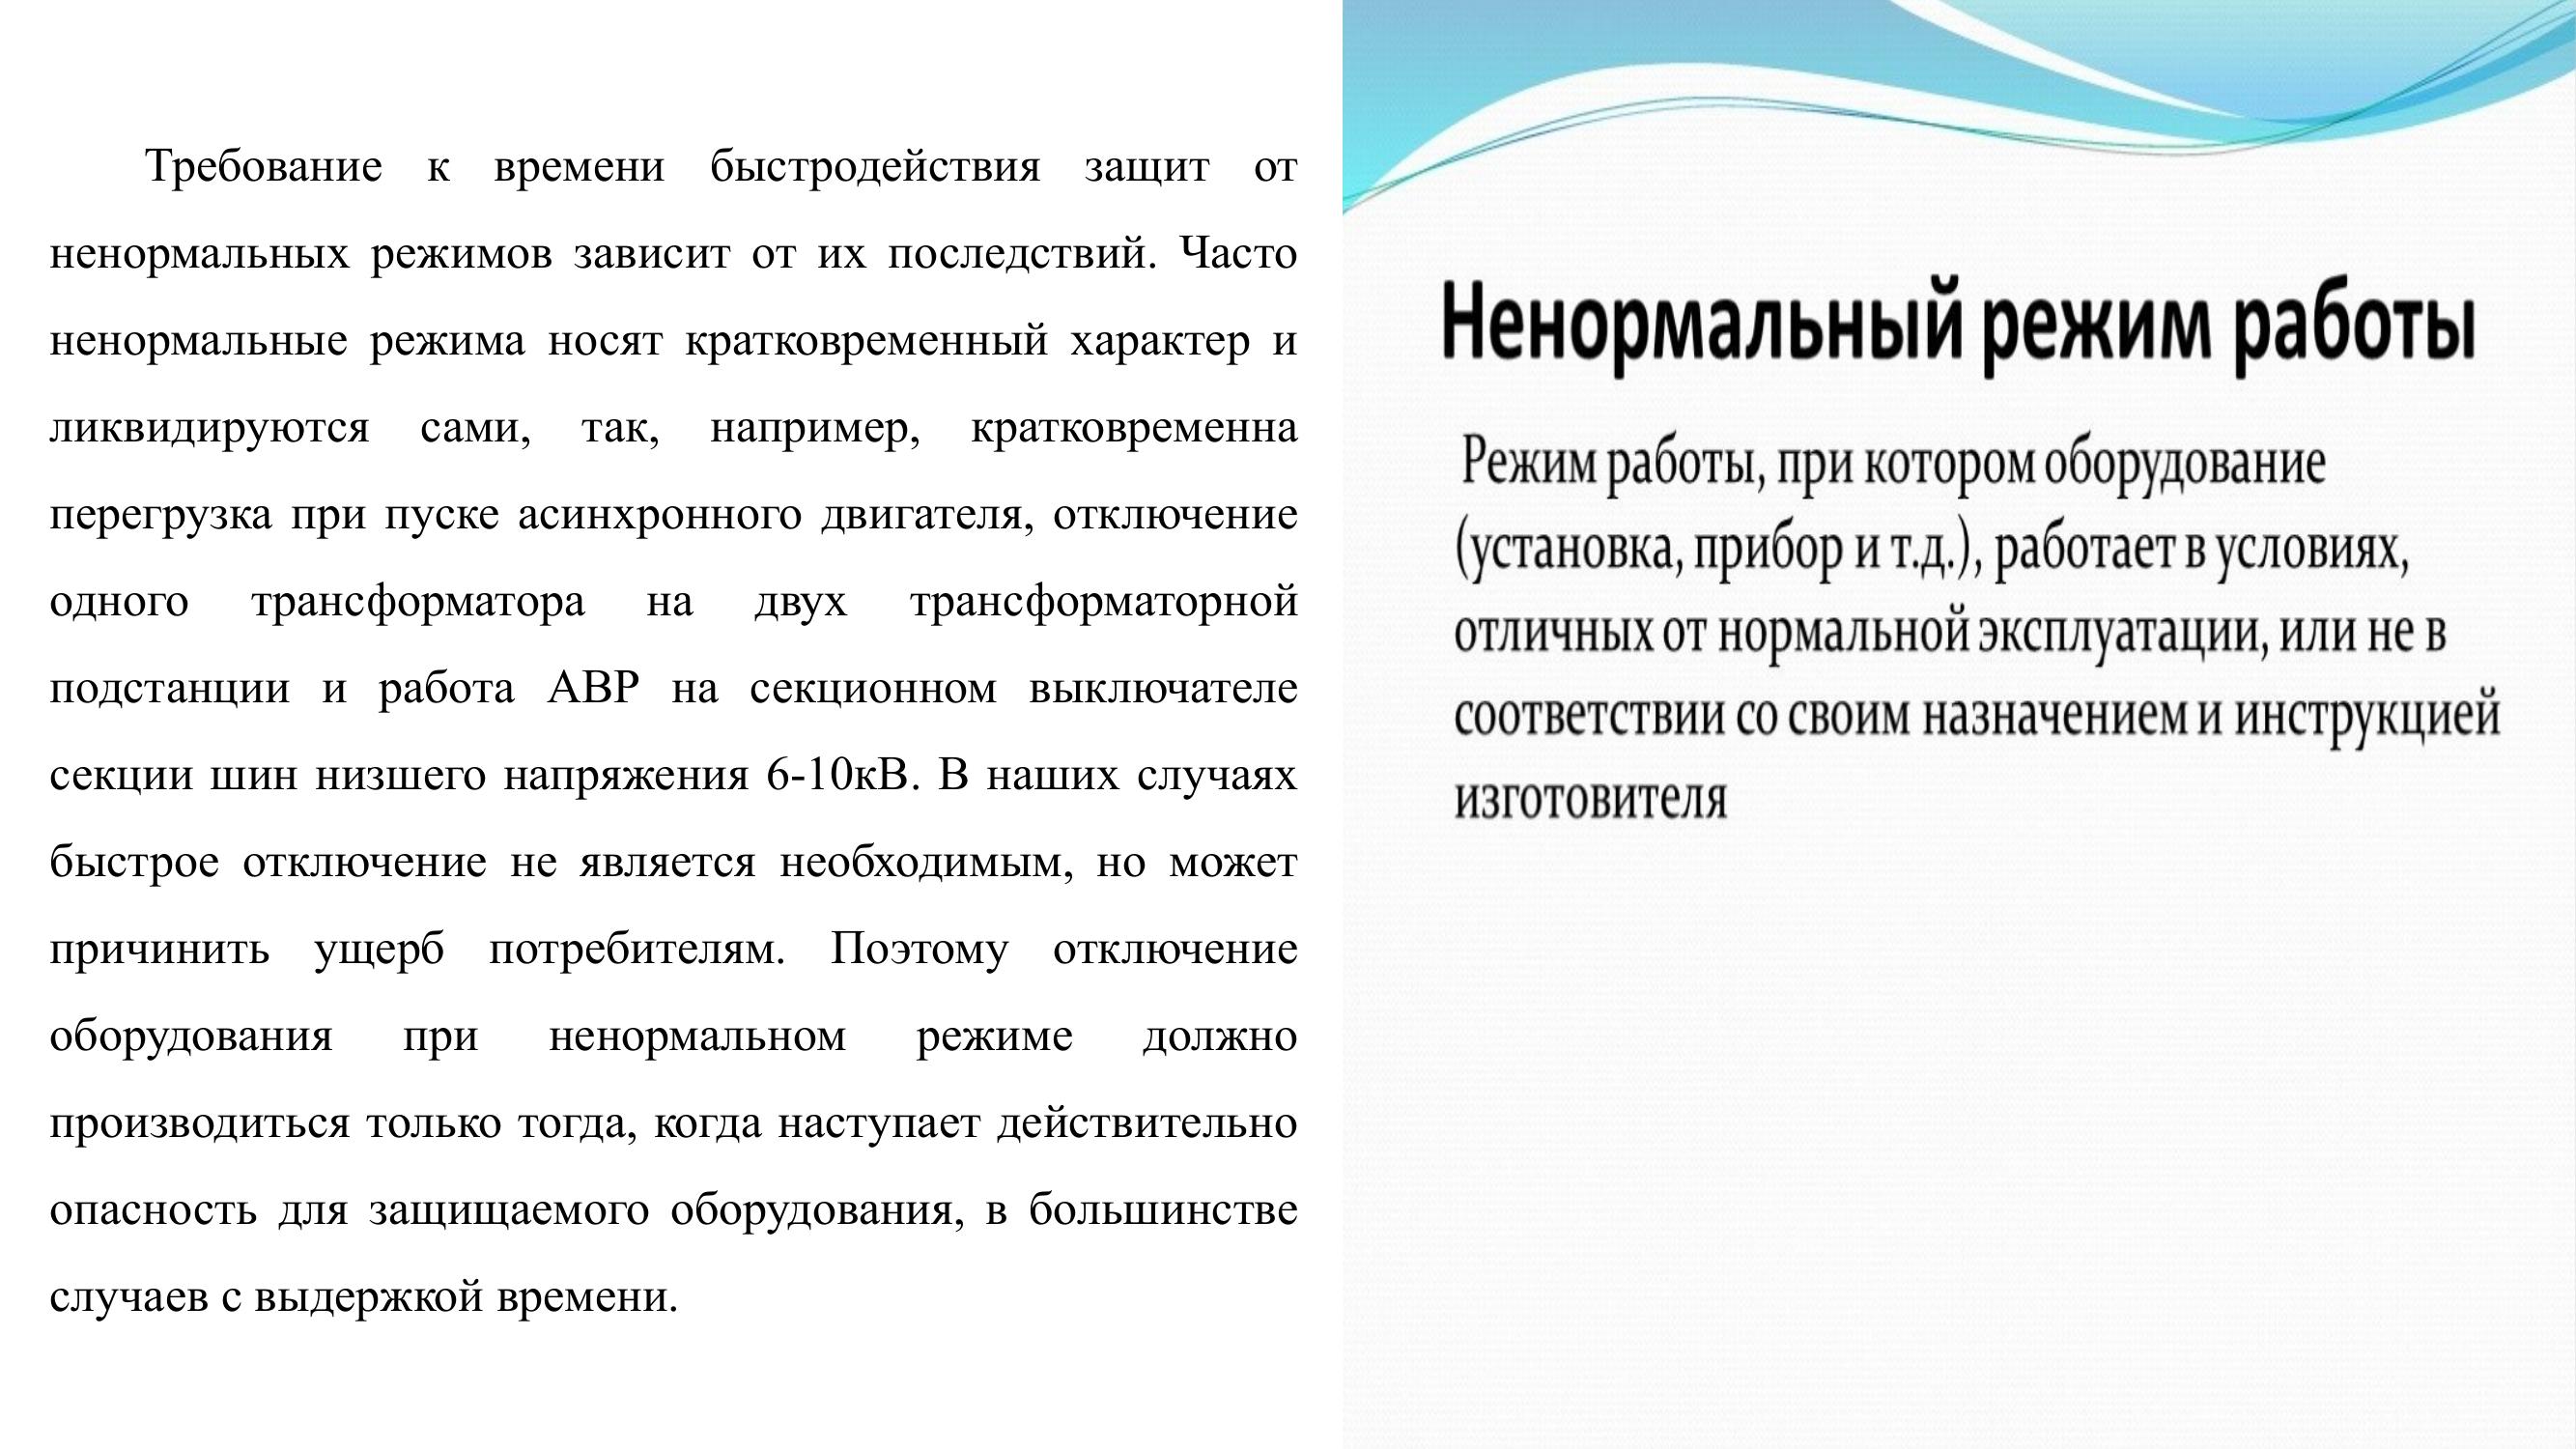 Требование к времени быстродействия защит от
ненормальных режимов зависит от их последствий. Часто
ненормальные режима носят кратковременный характер и
ликвидируются сами, так, например, кратковременна
перегрузка при пуске асинхронного двигателя, отключение
одного трансформатора на двух трансформаторной
подстанции и работа АВР на секционном выключателе
секции шин низшего напряжения 6-10кВ. В наших случаях
быстрое отключение не является необходимым, но может
причинить ущерб потребителям. Поэтому отключение
оборудования при ненормальном режиме должно
производиться только тогда, когда наступает действительно
опасность для защищаемого оборудования, в большинстве
случаев с выдержкой времени.
Ненормальный режим работы
Режим работы, при котором оборудование
(установка, прибор и т.д.), работает в условиях,
отличных от нормальной эксплуатации, или не в
соответствии со своим назначением и инструкцией
изготовителя